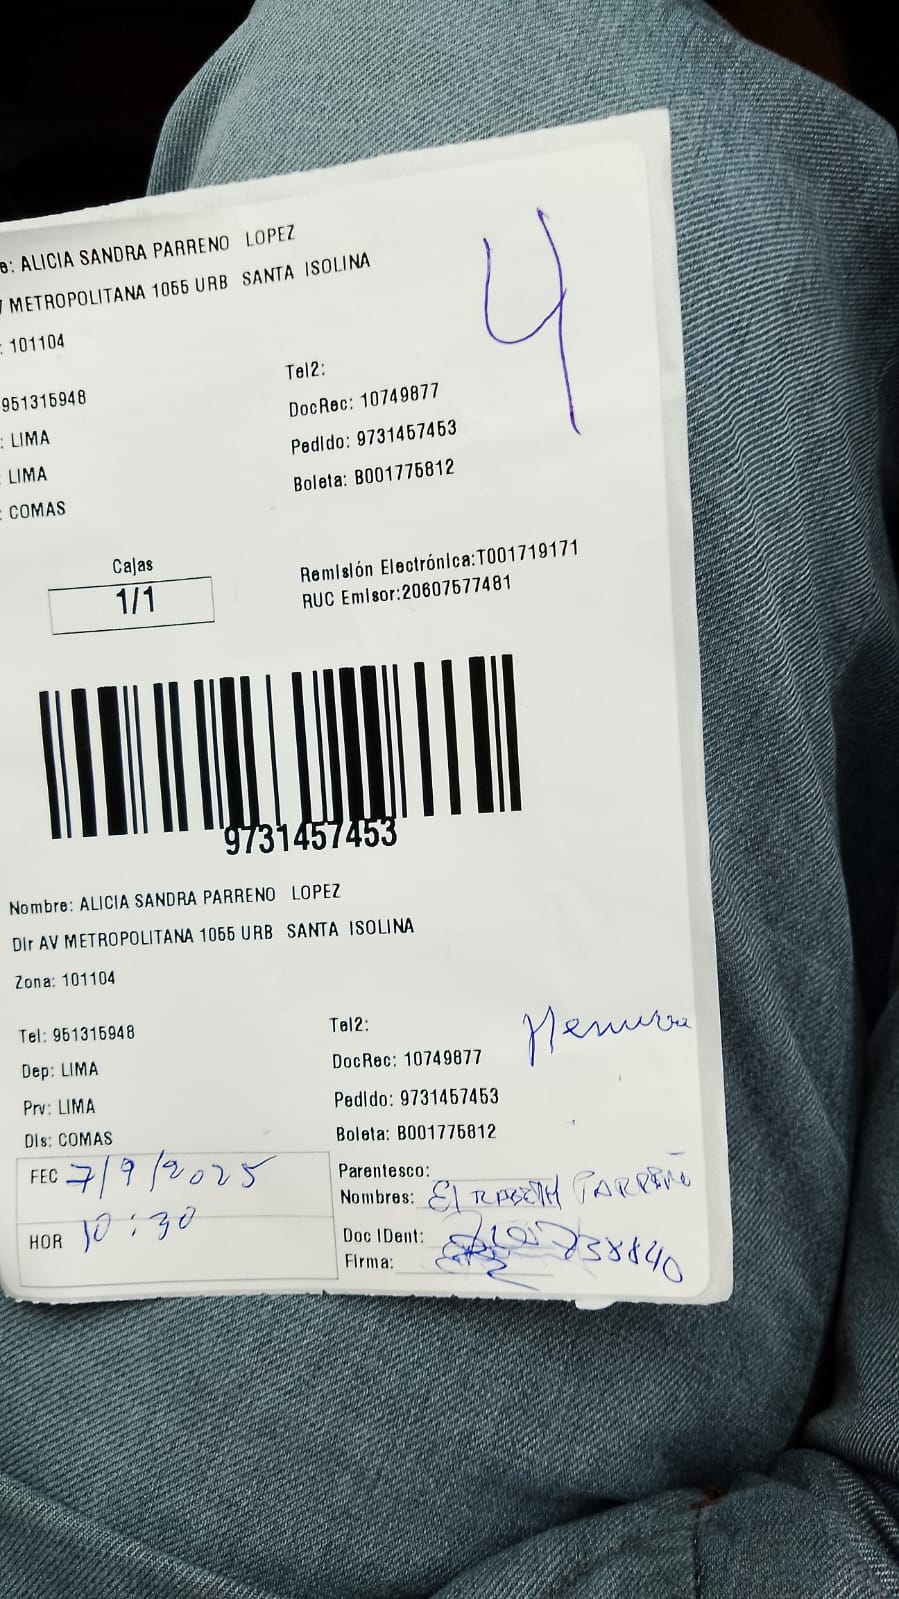 e: ALICIA SANDRA PARRENO LOPEZ
METROPOLITANA 1055 URB SANTA ISOLINA
: 101104
4
951315948
Tel2:
: LIMA
DocRec: 10749877
: LIMA
Pedido: 9731457453
: COMAS
Boleta: B001775812
Cajas
1/1
Remisión Electrónica:T001719171
RUC Emisor:20607577481
9731457453
Nombre: ALICIA SANDRA PARRENO LOPEZ
Dir AV METROPOLITANA 1055 URB SANTA ISOLINA
Zona: 101104
Tel: 951315948
Tel2:
Dep: LIMA
DocRec: 10749877
Prv: LIMA
Pedido: 9731457453
Dis: COMAS
Boleta: B001775812
FEC 7/9/2025
HOR 10:30
Parentesco:
Nombres: PARREÑO
Doc IDent:
Firma: